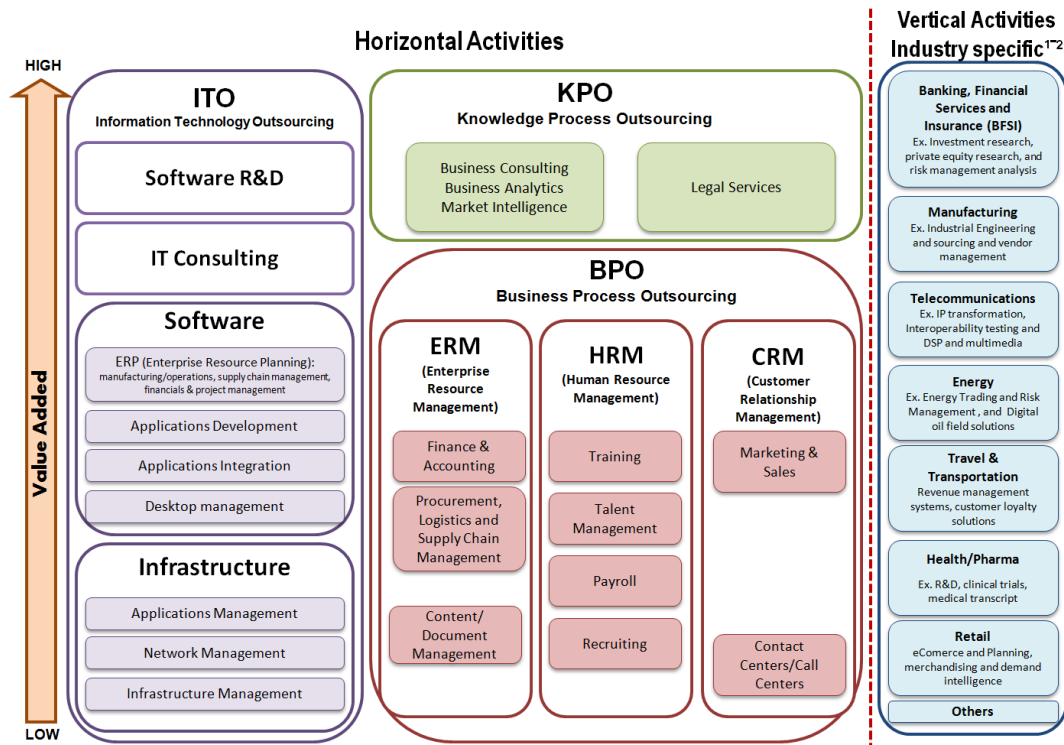 Horizontal Activities
Vertical Activities
Industry specific¹⁻²
HIGH
Value Added
LOW
ITO
Information Technology Outsourcing
Software R&D
IT Consulting
Software
ERP (Enterprise Resource Planning):
manufacturing/operations, supply chain management,
financials & project management
Applications Development
Applications Integration
Desktop management
Infrastructure
Applications Management
Network Management
Infrastructure Management
KPO
Knowledge Process Outsourcing
Business Consulting
Business Analytics
Market Intelligence
Legal Services
BPO
Business Process Outsourcing
ERM
(Enterprise
Resource
Management)
Finance &
Accounting
Procurement,
Logistics and
Supply Chain
Management
Content/
Document
Management
HRM
(Human Resource
Management)
Training
Talent
Management
Payroll
Recruiting
CRM
(Customer
Relationship
Management)
Marketing &
Sales
Contact
Centers/Call
Centers
Banking, Financial
Services and
Insurance (BFSI)
Ex. Investment research,
private equity research, and
risk management analysis
Manufacturing
Ex. Industrial Engineering
and sourcing and vendor
management
Telecommunications
Ex. IP transformation,
Interoperability testing and
DSP and multimedia
Energy
Ex. Energy Trading and Risk
Management , and Digital
oil field solutions
Travel &
Transportation
Revenue management
systems, customer loyalty
solutions
Health/Pharma
Ex. R&D, clinical trials,
medical transcript
Retail
eComerce and Planning,
merchandising and demand
intelligence
Others